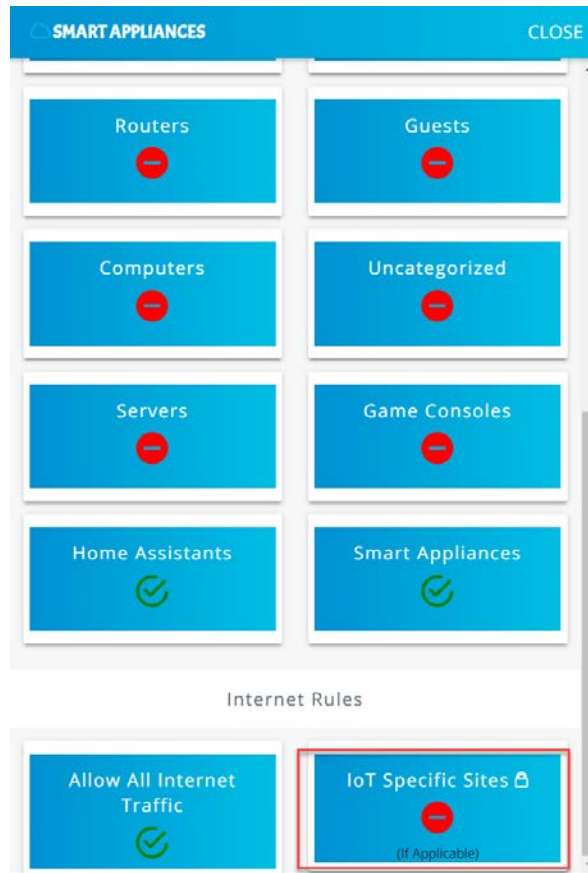 SMART APPLIANCES CLOSE
Routers Guests
Computers Uncategorized
Servers Game Consoles
Home Assistants Smart Appliances
Internet Rules
Allow All Internet
Traffic
IoT Specific Sites
(If Applicable)